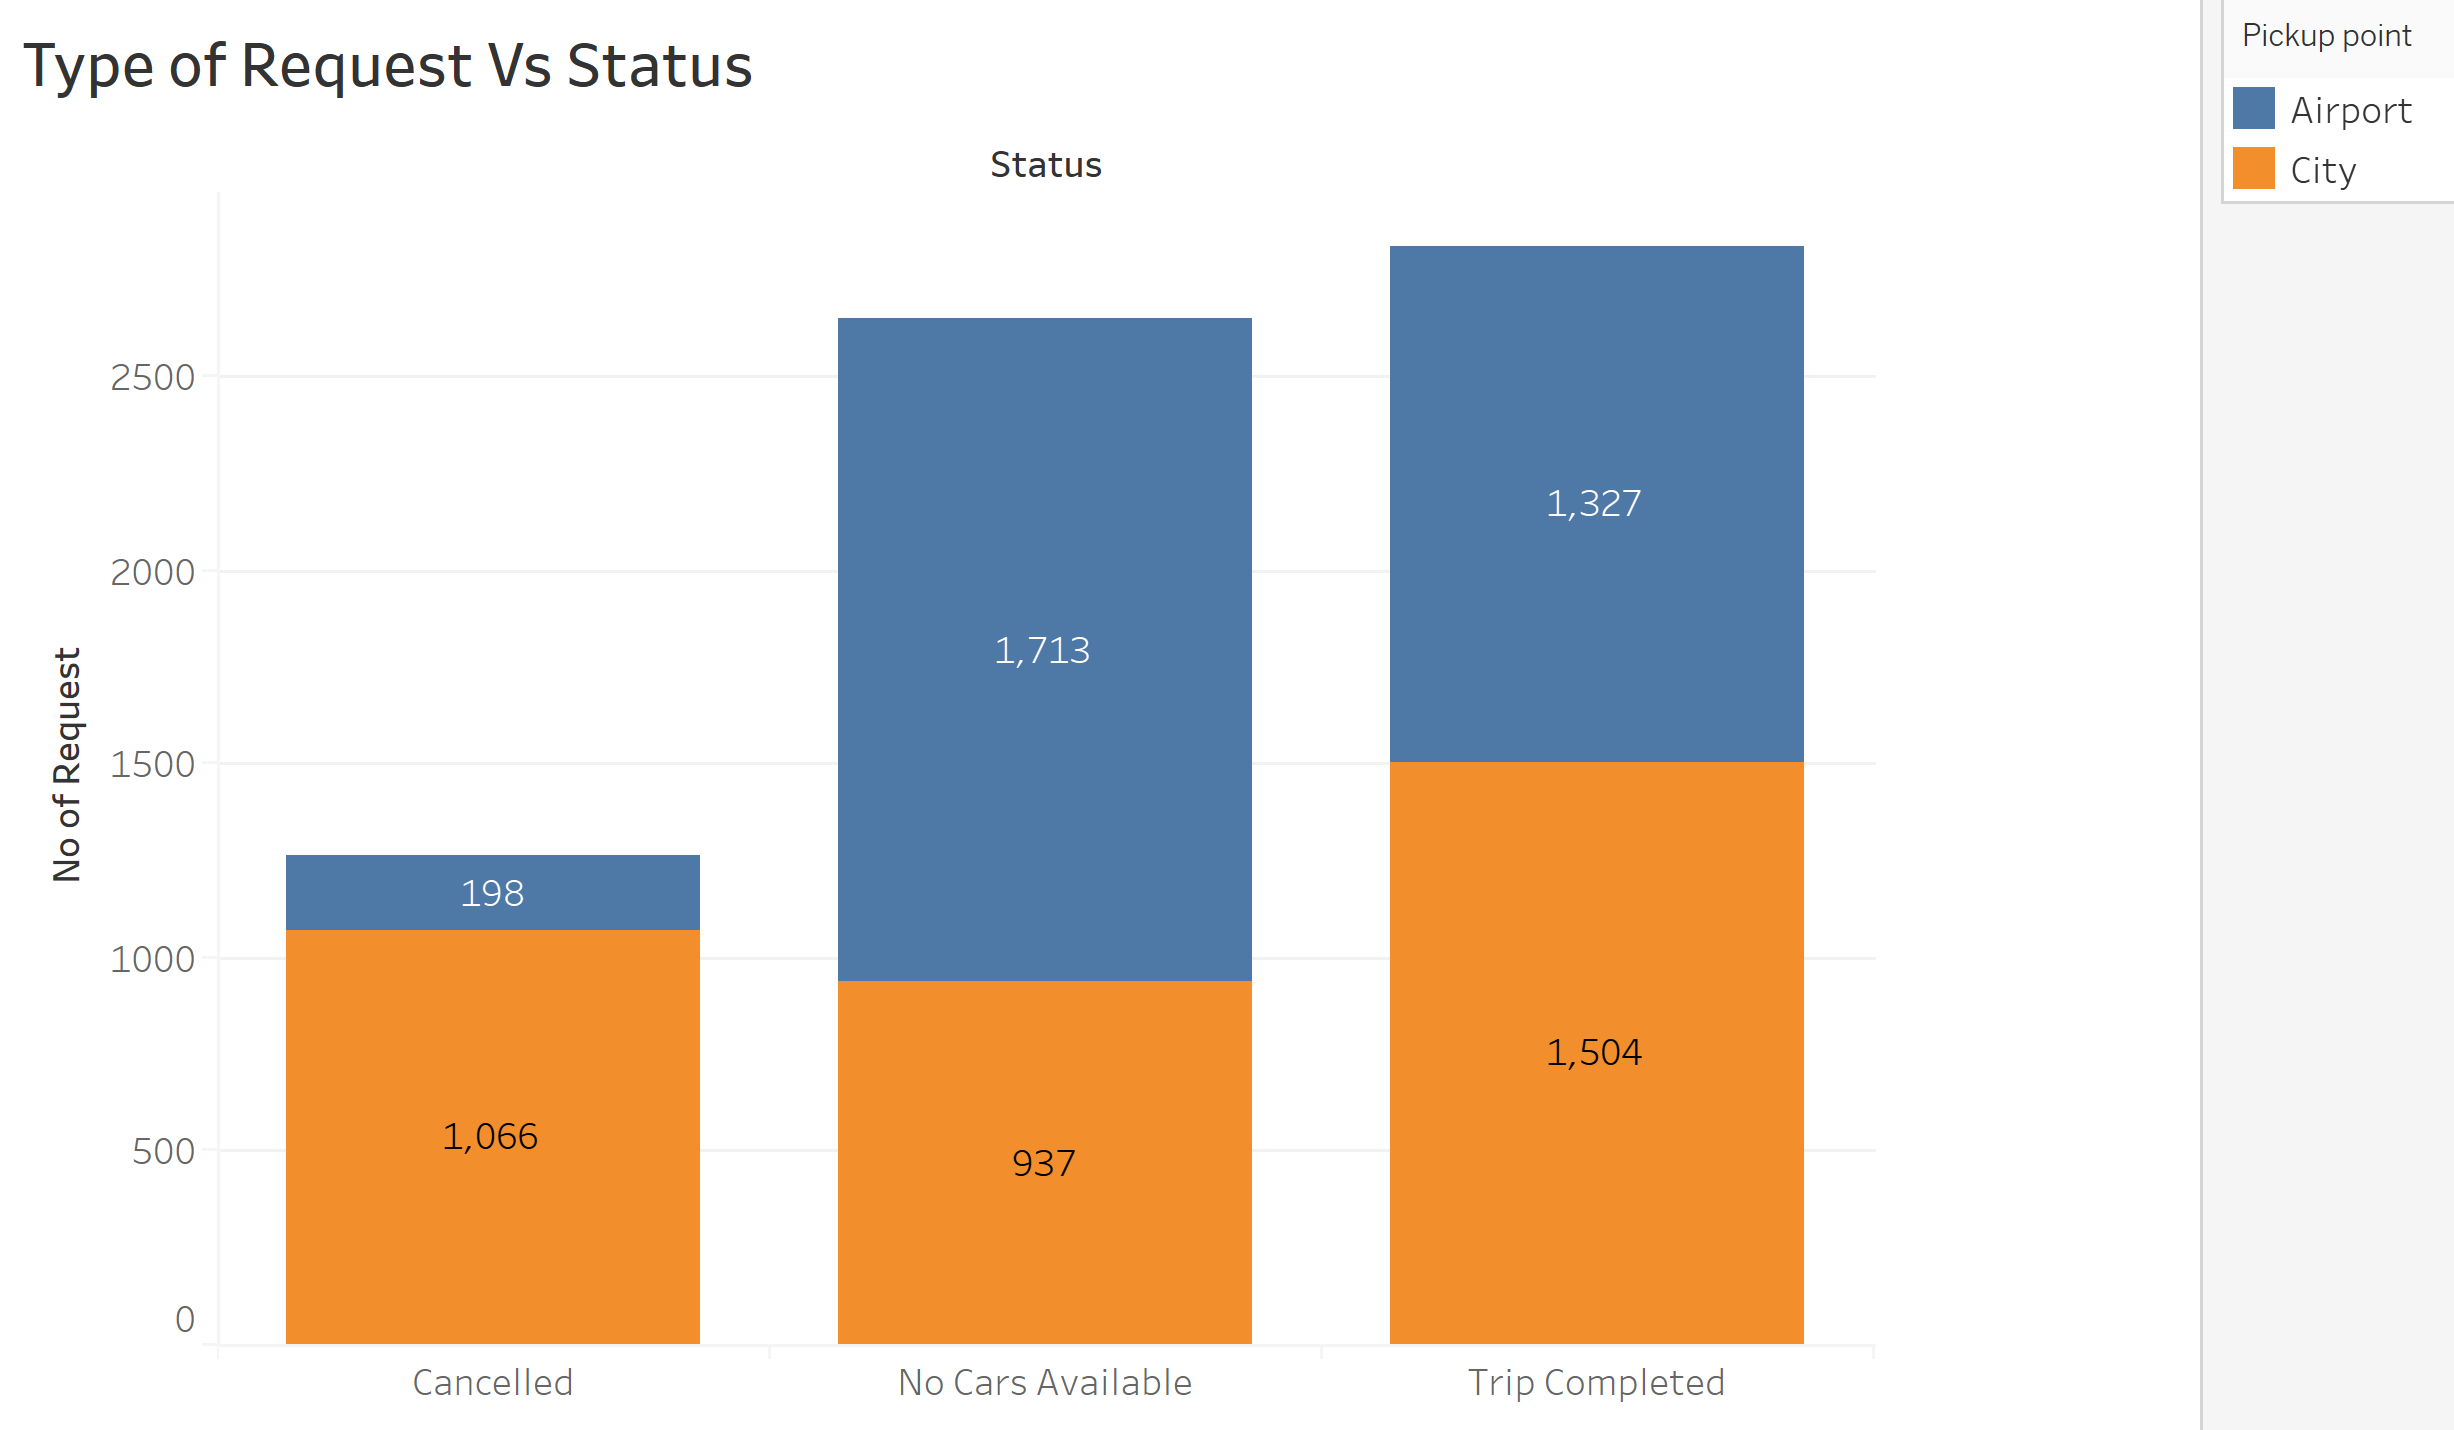 Type of Request Vs Status
Pickup point
Airport
City
Status
No of Request
2500
2000
1500
1000
500
0
198
1,066
1,713
937
1,327
1,504
Cancelled
No Cars Available
Trip Completed